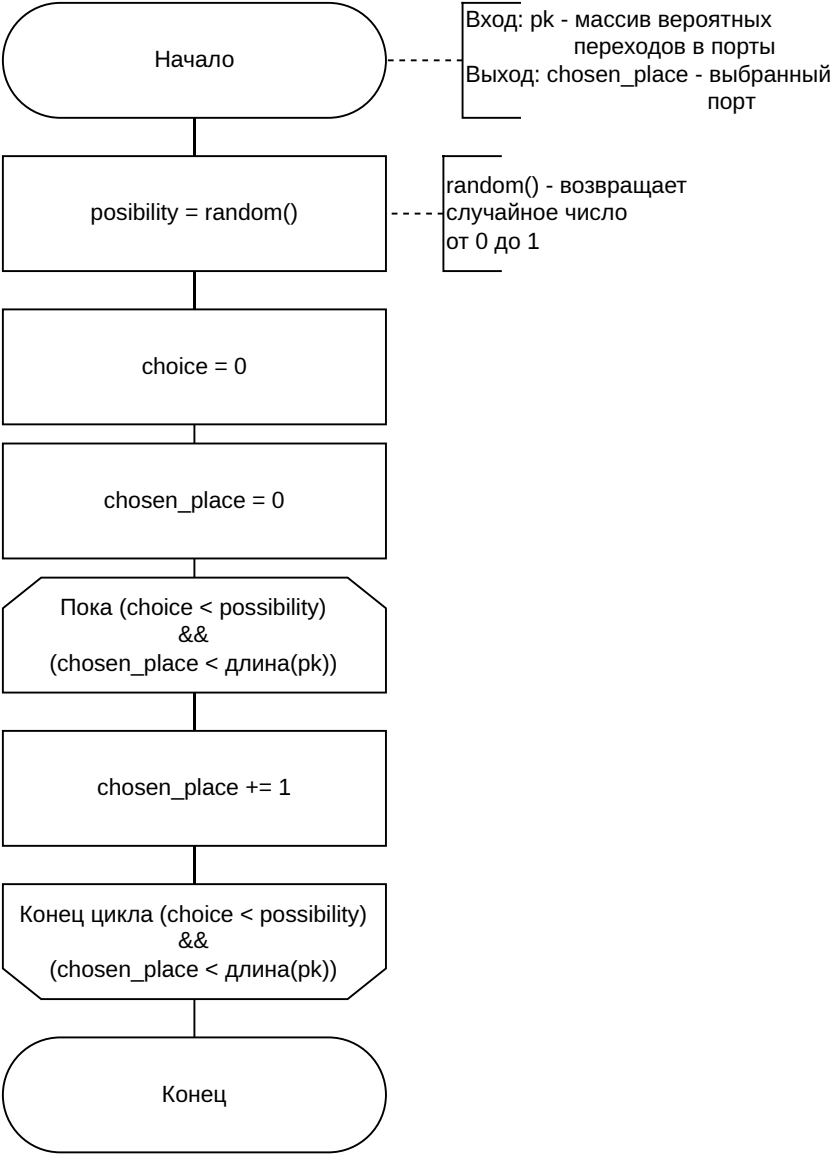 Начало
Вход: pk - массив вероятных
переходов в порты
Выход: chosen_place - выбранный
порт
posibility = random()
random() - возвращает
случайное число
от 0 до 1
choice = 0
chosen_place = 0
Пока (choice < possibility)
&&
(chosen_place < длина(pk))
chosen_place += 1
Конец цикла (choice < possibility)
&&
(chosen_place < длина(pk))
Конец